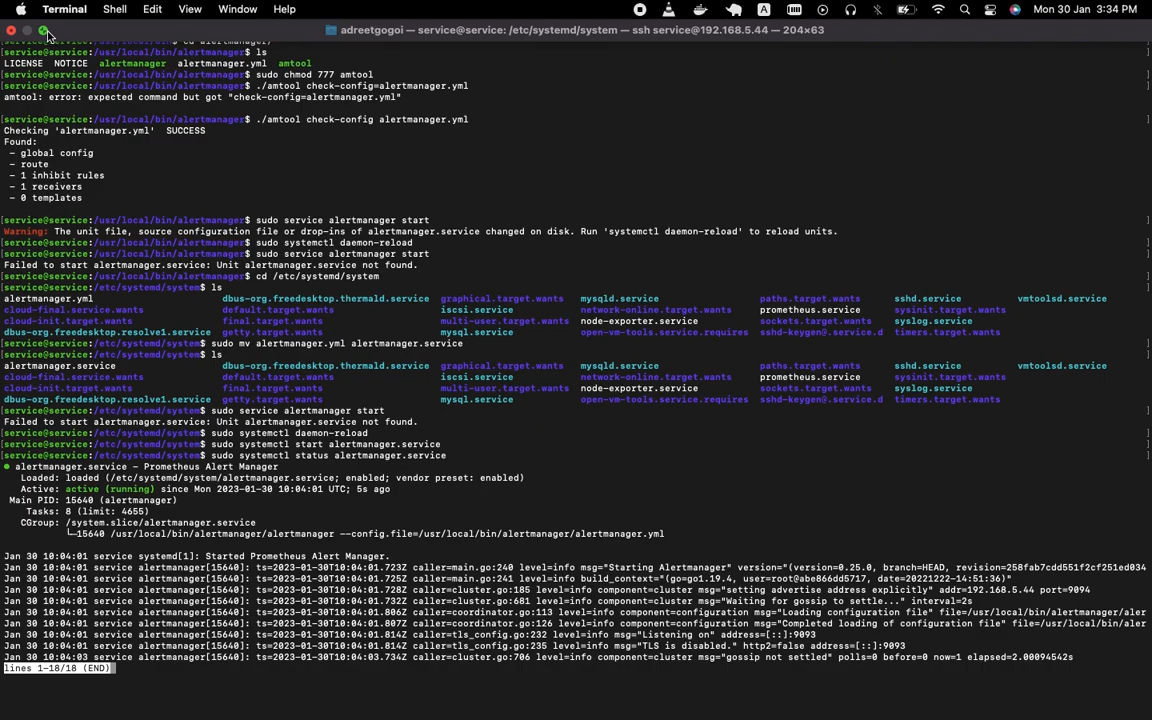 Terminal Shell Edit View Window Help A Mon 30 Jan 3:34 PM
adreetgogoi — service@service: /etc/systemd/system — ssh service@192.168.5.44 — 204×63
[service@service:/usr/local/bin/alertmanager$ ls
LICENSE NOTICE alertmanager alertmanager.yml amtool
[service@service:/usr/local/bin/alertmanager$ sudo chmod 777 amtool
[service@service:/usr/local/bin/alertmanager$ ./amtool check-config=alertmanager.yml
amtool: error: expected command but got "check-config=alertmanager.yml"
[service@service:/usr/local/bin/alertmanager$ ./amtool check-config alertmanager.yml
Checking 'alertmanager.yml' SUCCESS
Found:
- global config
- route
- 1 inhibit rules
- 1 receivers
- 0 templates
[service@service:/usr/local/bin/alertmanager$ sudo service alertmanager start
Warning: The unit file, source configuration file or drop-ins of alertmanager.service changed on disk. Run 'systemctl daemon-reload' to reload units.
[service@service:/usr/local/bin/alertmanager$ sudo systemctl daemon-reload
[service@service:/usr/local/bin/alertmanager$ sudo service alertmanager start
Failed to start alertmanager.service: Unit alertmanager.service not found.
[service@service:/usr/local/bin/alertmanager$ cd /etc/systemd/system
[service@service:/etc/systemd/system$ ls
alertmanager.yml dbus-org.freedesktop.thermald.service graphical.target.wants mysqld.service paths.target.wants sshd.service vmtoolsd.service
cloud-final.service.wants default.target.wants iscsi.service network-online.target.wants prometheus.service sysinit.target.wants
cloud-init.target.wants final.target.wants multi-user.target.wants node-exporter.service sockets.target.wants syslog.service
dbus-org.freedesktop.resolve1.service getty.target.wants mysql.service open-vm-tools.service.requires sshd-keygen@.service.d timers.target.wants
[service@service:/etc/systemd/system$ sudo mv alertmanager.yml alertmanager.service
[service@service:/etc/systemd/system$ ls
alertmanager.service dbus-org.freedesktop.thermald.service graphical.target.wants mysqld.service paths.target.wants sshd.service vmtoolsd.service
cloud-final.service.wants default.target.wants iscsi.service network-online.target.wants prometheus.service sysinit.target.wants
cloud-init.target.wants final.target.wants multi-user.target.wants node-exporter.service sockets.target.wants syslog.service
dbus-org.freedesktop.resolve1.service getty.target.wants mysql.service open-vm-tools.service.requires sshd-keygen@.service.d timers.target.wants
[service@service:/etc/systemd/system$ sudo service alertmanager start
Failed to start alertmanager.service: Unit alertmanager.service not found.
[service@service:/etc/systemd/system$ sudo systemctl daemon-reload
[service@service:/etc/systemd/system$ sudo systemctl start alertmanager.service
[service@service:/etc/systemd/system$ sudo systemctl status alertmanager.service
● alertmanager.service - Prometheus Alert Manager
Loaded: loaded (/etc/systemd/system/alertmanager.service; enabled; vendor preset: enabled)
Active: active (running) since Mon 2023-01-30 10:04:01 UTC; 5s ago
Main PID: 15640 (alertmanager)
Tasks: 8 (limit: 4655)
CGroup: /system.slice/alertmanager.service
└─15640 /usr/local/bin/alertmanager/alertmanager --config.file=/usr/local/bin/alertmanager/alertmanager.yml
Jan 30 10:04:01 service systemd[1]: Started Prometheus Alert Manager.
Jan 30 10:04:01 service alertmanager[15640]: ts=2023-01-30T10:04:01.723Z caller=main.go:240 level=info msg="Starting Alertmanager" version="(version=0.25.0, branch=HEAD, revision=258fab7cdd551f2cf251ed034
Jan 30 10:04:01 service alertmanager[15640]: ts=2023-01-30T10:04:01.725Z caller=main.go:241 level=info build_context="(go=go1.19.4, user=root@abe866dd5717, date=20221222-14:51:36)"
Jan 30 10:04:01 service alertmanager[15640]: ts=2023-01-30T10:04:01.728Z caller=cluster.go:185 level=info component=cluster msg="setting advertise address explicitly" addr=192.168.5.44 port=9094
Jan 30 10:04:01 service alertmanager[15640]: ts=2023-01-30T10:04:01.732Z caller=cluster.go:681 level=info component=cluster msg="Waiting for gossip to settle..." interval=2s
Jan 30 10:04:01 service alertmanager[15640]: ts=2023-01-30T10:04:01.806Z caller=coordinator.go:113 level=info component=configuration msg="Loading configuration file" file=/usr/local/bin/alertmanager/aler
Jan 30 10:04:01 service alertmanager[15640]: ts=2023-01-30T10:04:01.807Z caller=coordinator.go:126 level=info component=configuration msg="Completed loading of configuration file" file=/usr/local/bin/aler
Jan 30 10:04:01 service alertmanager[15640]: ts=2023-01-30T10:04:01.814Z caller=tls_config.go:232 level=info msg="Listening on" address=[::]:9093
Jan 30 10:04:01 service alertmanager[15640]: ts=2023-01-30T10:04:01.814Z caller=tls_config.go:235 level=info msg="TLS is disabled." http2=false address=[::]:9093
Jan 30 10:04:03 service alertmanager[15640]: ts=2023-01-30T10:04:03.734Z caller=cluster.go:706 level=info component=cluster msg="gossip not settled" polls=0 before=0 now=1 elapsed=2.00094542s
lines 1-18/18 (END)